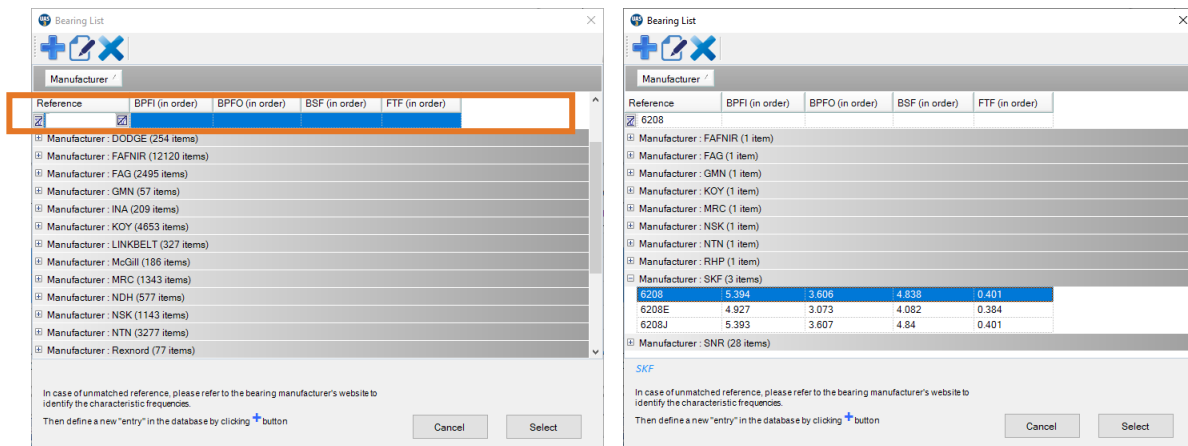 Bearing List
Manufacturer
Reference BPFI (in order) BPFO (in order) BSF (in order) FTF (in order)
Manufacturer : DODGE (254 items)
Manufacturer : FAFNIR (12120 items)
Manufacturer : FAG (2495 items)
Manufacturer : GMN (57 items)
Manufacturer : INA (209 items)
Manufacturer : KOY (4653 items)
Manufacturer : LINKBELT (327 items)
Manufacturer : McGill (186 items)
Manufacturer : MRC (1343 items)
Manufacturer : NDH (577 items)
Manufacturer : NSK (1143 items)
Manufacturer : NTN (3277 items)
Manufacturer : Rexnord (77 items)
In case of unmatched reference, please refer to the bearing manufacturer's website to
identify the characteristic frequencies.
Then define a new "entry" in the database by clicking + button
Cancel Select
Bearing List
Manufacturer
Reference BPFI (in order) BPFO (in order) BSF (in order) FTF (in order)
6208
Manufacturer : FAFNIR (1 item)
Manufacturer : FAG (1 item)
Manufacturer : GMN (1 item)
Manufacturer : KOY (1 item)
Manufacturer : MRC (1 item)
Manufacturer : NSK (1 item)
Manufacturer : NTN (1 item)
Manufacturer : RHP (1 item)
Manufacturer : SKF (3 items)
6208 5.394 3.606 4.838 0.401
6208E 4.927 3.073 4.082 0.384
6208J 5.393 3.607 4.84 0.401
Manufacturer : SNR (28 items)
SKF
In case of unmatched reference, please refer to the bearing manufacturer's website to
identify the characteristic frequencies.
Then define a new "entry" in the database by clicking + button
Cancel Select